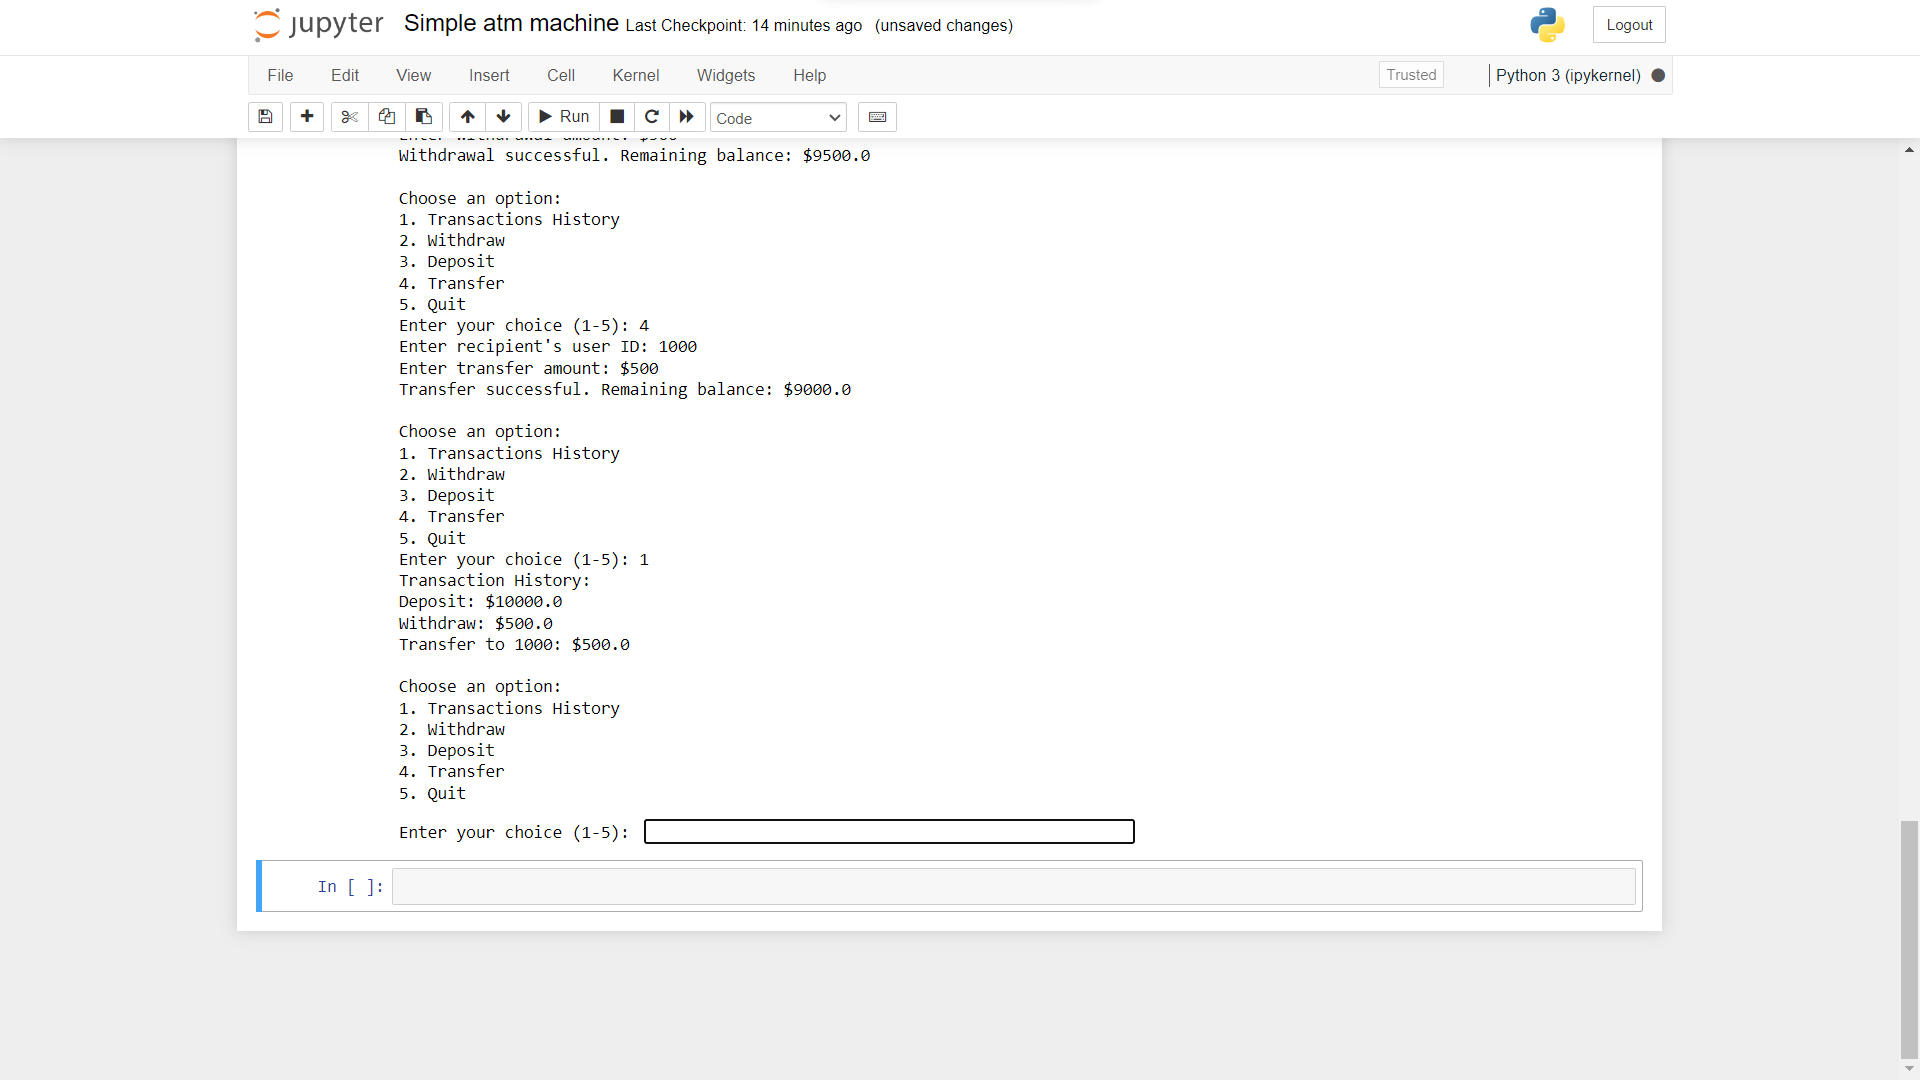 jupyter Simple atm machine Last Checkpoint: 14 minutes ago (unsaved changes) Logout
File Edit View Insert Cell Kernel Widgets Help Trusted Python 3 (ipykernel)
Run Code
Enter withdrawal amount: $500
Withdrawal successful. Remaining balance: $9500.0
Choose an option:
1. Transactions History
2. Withdraw
3. Deposit
4. Transfer
5. Quit
Enter your choice (1-5): 4
Enter recipient's user ID: 1000
Enter transfer amount: $500
Transfer successful. Remaining balance: $9000.0
Choose an option:
1. Transactions History
2. Withdraw
3. Deposit
4. Transfer
5. Quit
Enter your choice (1-5): 1
Transaction History:
Deposit: $10000.0
Withdraw: $500.0
Transfer to 1000: $500.0
Choose an option:
1. Transactions History
2. Withdraw
3. Deposit
4. Transfer
5. Quit
Enter your choice (1-5):
In [ ]: